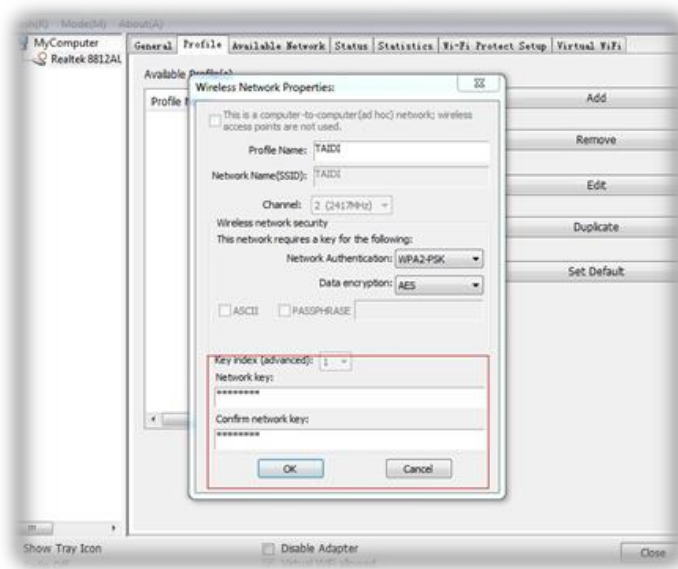 Mode(M) About(A)
MyComputer
Realtek 8812AU
General Profile Available Network Status Statistics Wi-Fi Protect Setup Virtual WiFi
Available
Wireless Network Properties:
Profile
This is a computer-to-computer(ad hoc) network; wireless
access points are not used.
Add
Profile Name: TAIDI
Remove
Network Name(SSID): TAIDI
Edit
Channel: 2 (2417MHz)
Wireless network security
This network requires a key for the following:
Duplicate
Network Authentication: WPA2-PSK
Set Default
Data encryption: AES
ASCII PASSPHRASE
Key index (advanced): 1
Network key:
********
Confirm network key:
********
OK Cancel
Show Tray Icon
Disable Adapter
Close